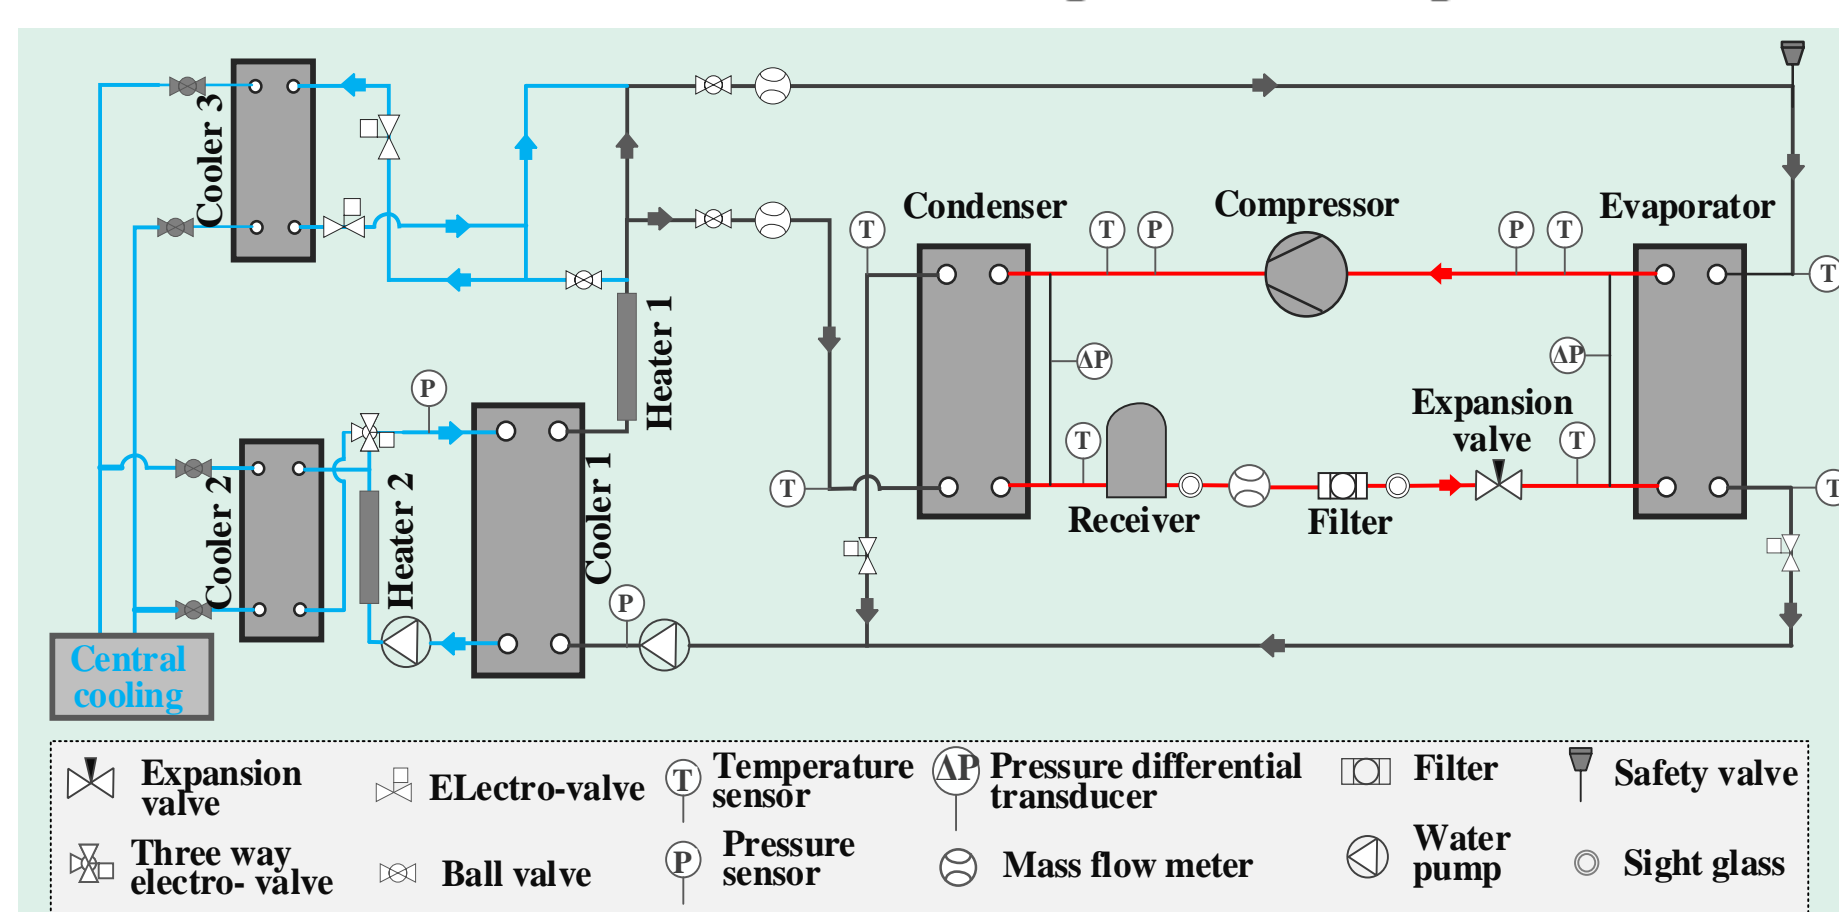 Cooler 3
Condenser
Compressor
Evaporator
T
T
P
P
T
T
Heater 1
ΔP
ΔP
P
Expansion
valve
T
T
Cooler 2
Heater 2
Cooler 1
T
T
Receiver
Filter
P
Central
cooling
Expansion
valve
ELectro-valve
T
Temperature
sensor
ΔP
Pressure differential
transducer
Filter
Safety valve
Three way
electro- valve
Ball valve
P
Pressure
sensor
Mass flow meter
Water
pump
Sight glass